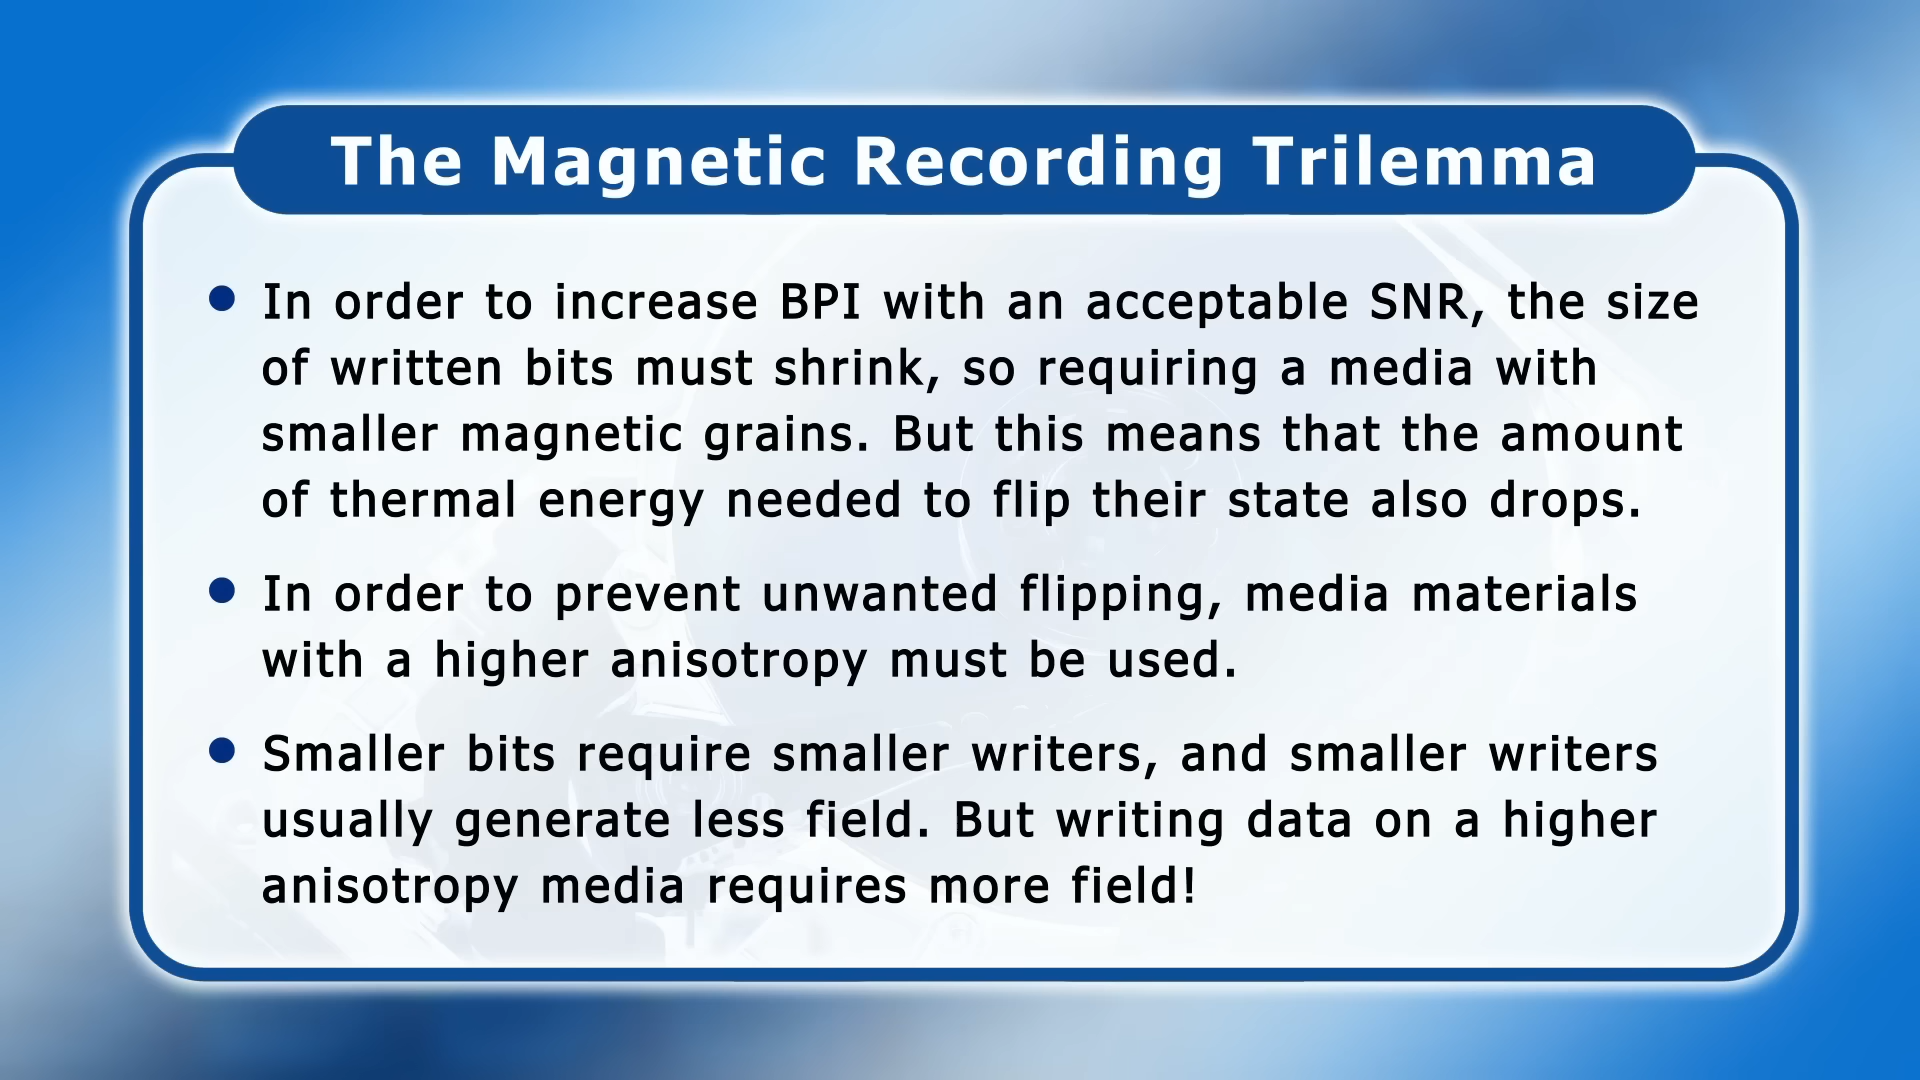 The Magnetic Recording Trilemma
• In order to increase BPI with an acceptable SNR, the size
of written bits must shrink, so requiring a media with
smaller magnetic grains. But this means that the amount
of thermal energy needed to flip their state also drops.
• In order to prevent unwanted flipping, media materials
with a higher anisotropy must be used.
• Smaller bits require smaller writers, and smaller writers
usually generate less field. But writing data on a higher
anisotropy media requires more field!